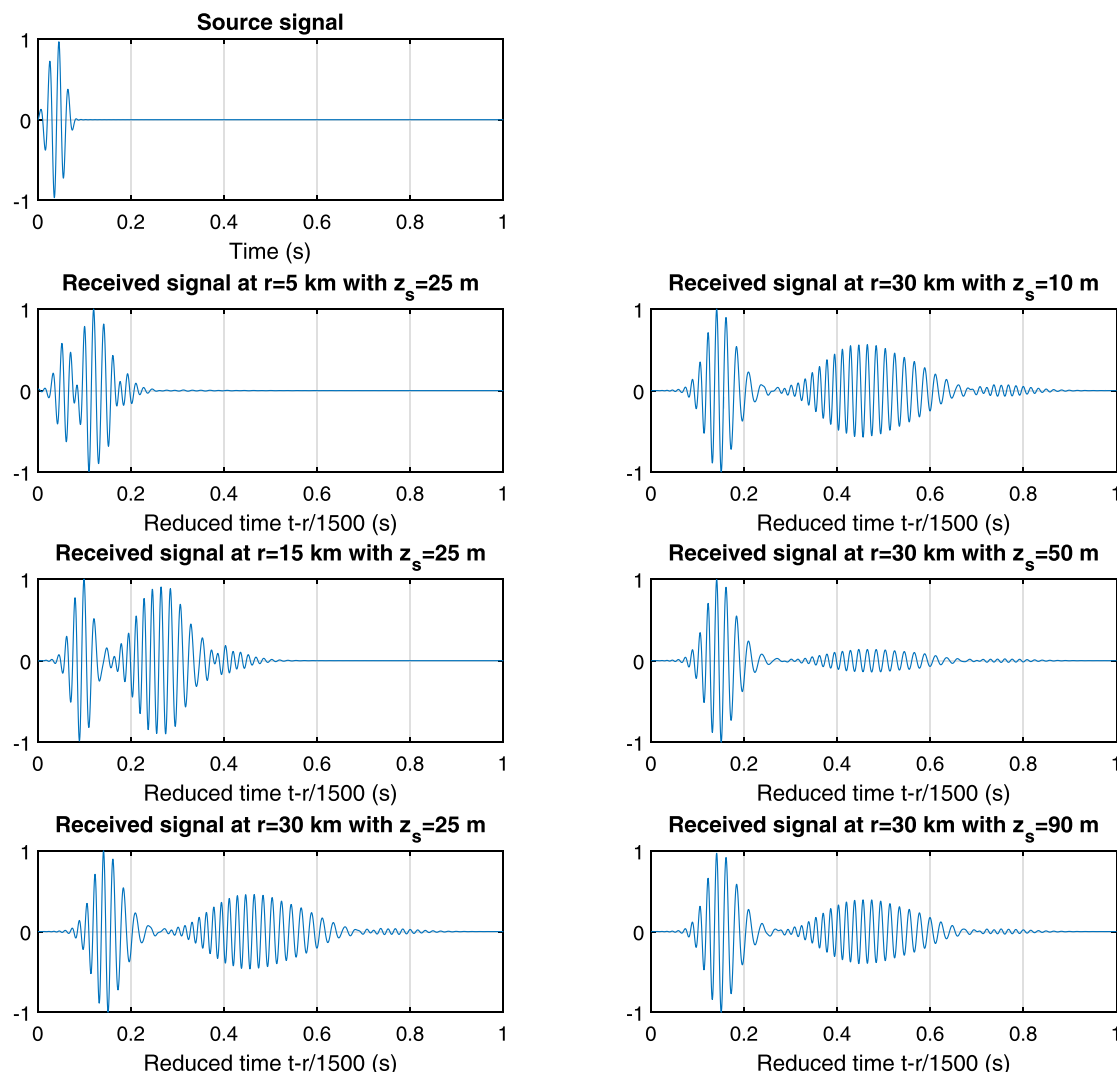 Source signal
1
0
-1
0 0.2 0.4 0.6 0.8 1
Time (s)
Received signal at r=5 km with z_s=25 m
1
0
-1
0 0.2 0.4 0.6 0.8 1
Reduced time t-r/1500 (s)
Received signal at r=30 km with z_s=10 m
1
0
-1
0 0.2 0.4 0.6 0.8 1
Reduced time t-r/1500 (s)
Received signal at r=15 km with z_s=25 m
1
0
-1
0 0.2 0.4 0.6 0.8 1
Reduced time t-r/1500 (s)
Received signal at r=30 km with z_s=50 m
1
0
-1
0 0.2 0.4 0.6 0.8 1
Reduced time t-r/1500 (s)
Received signal at r=30 km with z_s=25 m
1
0
-1
0 0.2 0.4 0.6 0.8 1
Reduced time t-r/1500 (s)
Received signal at r=30 km with z_s=90 m
1
0
-1
0 0.2 0.4 0.6 0.8 1
Reduced time t-r/1500 (s)